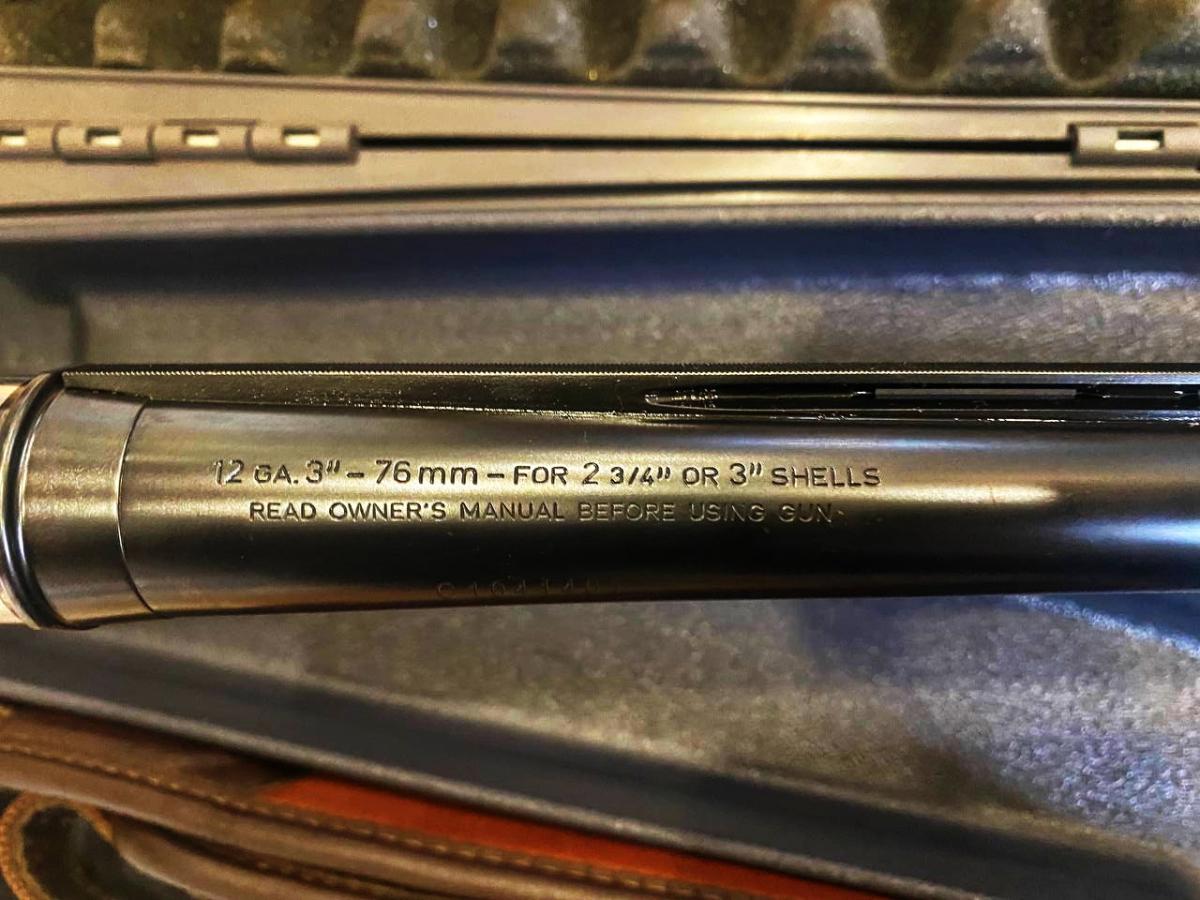 12 GA. 3" – 76 mm – FOR 2 3/4" OR 3" SHELLS
READ OWNER'S MANUAL BEFORE USING GUN